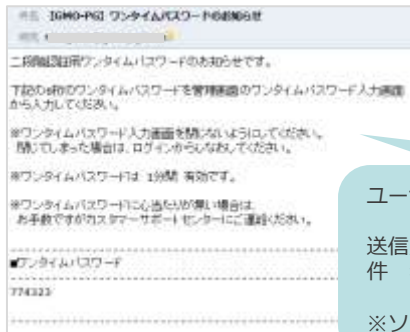 件名 [GMO-PG] ワンタイムパスワードのお知らせ
二段階認証用ワンタイムパスワードのお知らせです。
下記の6桁のワンタイムパスワードを管理画面のワンタイムパスワード入力画面
から入力してください。
※ワンタイムパスワード入力画面を閉じないようにしてください。
閉じてしまった場合は、ログインからしなおしてください。
※ワンタイムパスワードは 1分間 有効です。
※ワンタイムパスワードに心当たりが無い場合は、
お手数ですがカスタマーサポートセンターにご連絡ください。
■ワンタイムパスワード
774323
ユー
送信
件
※ソ